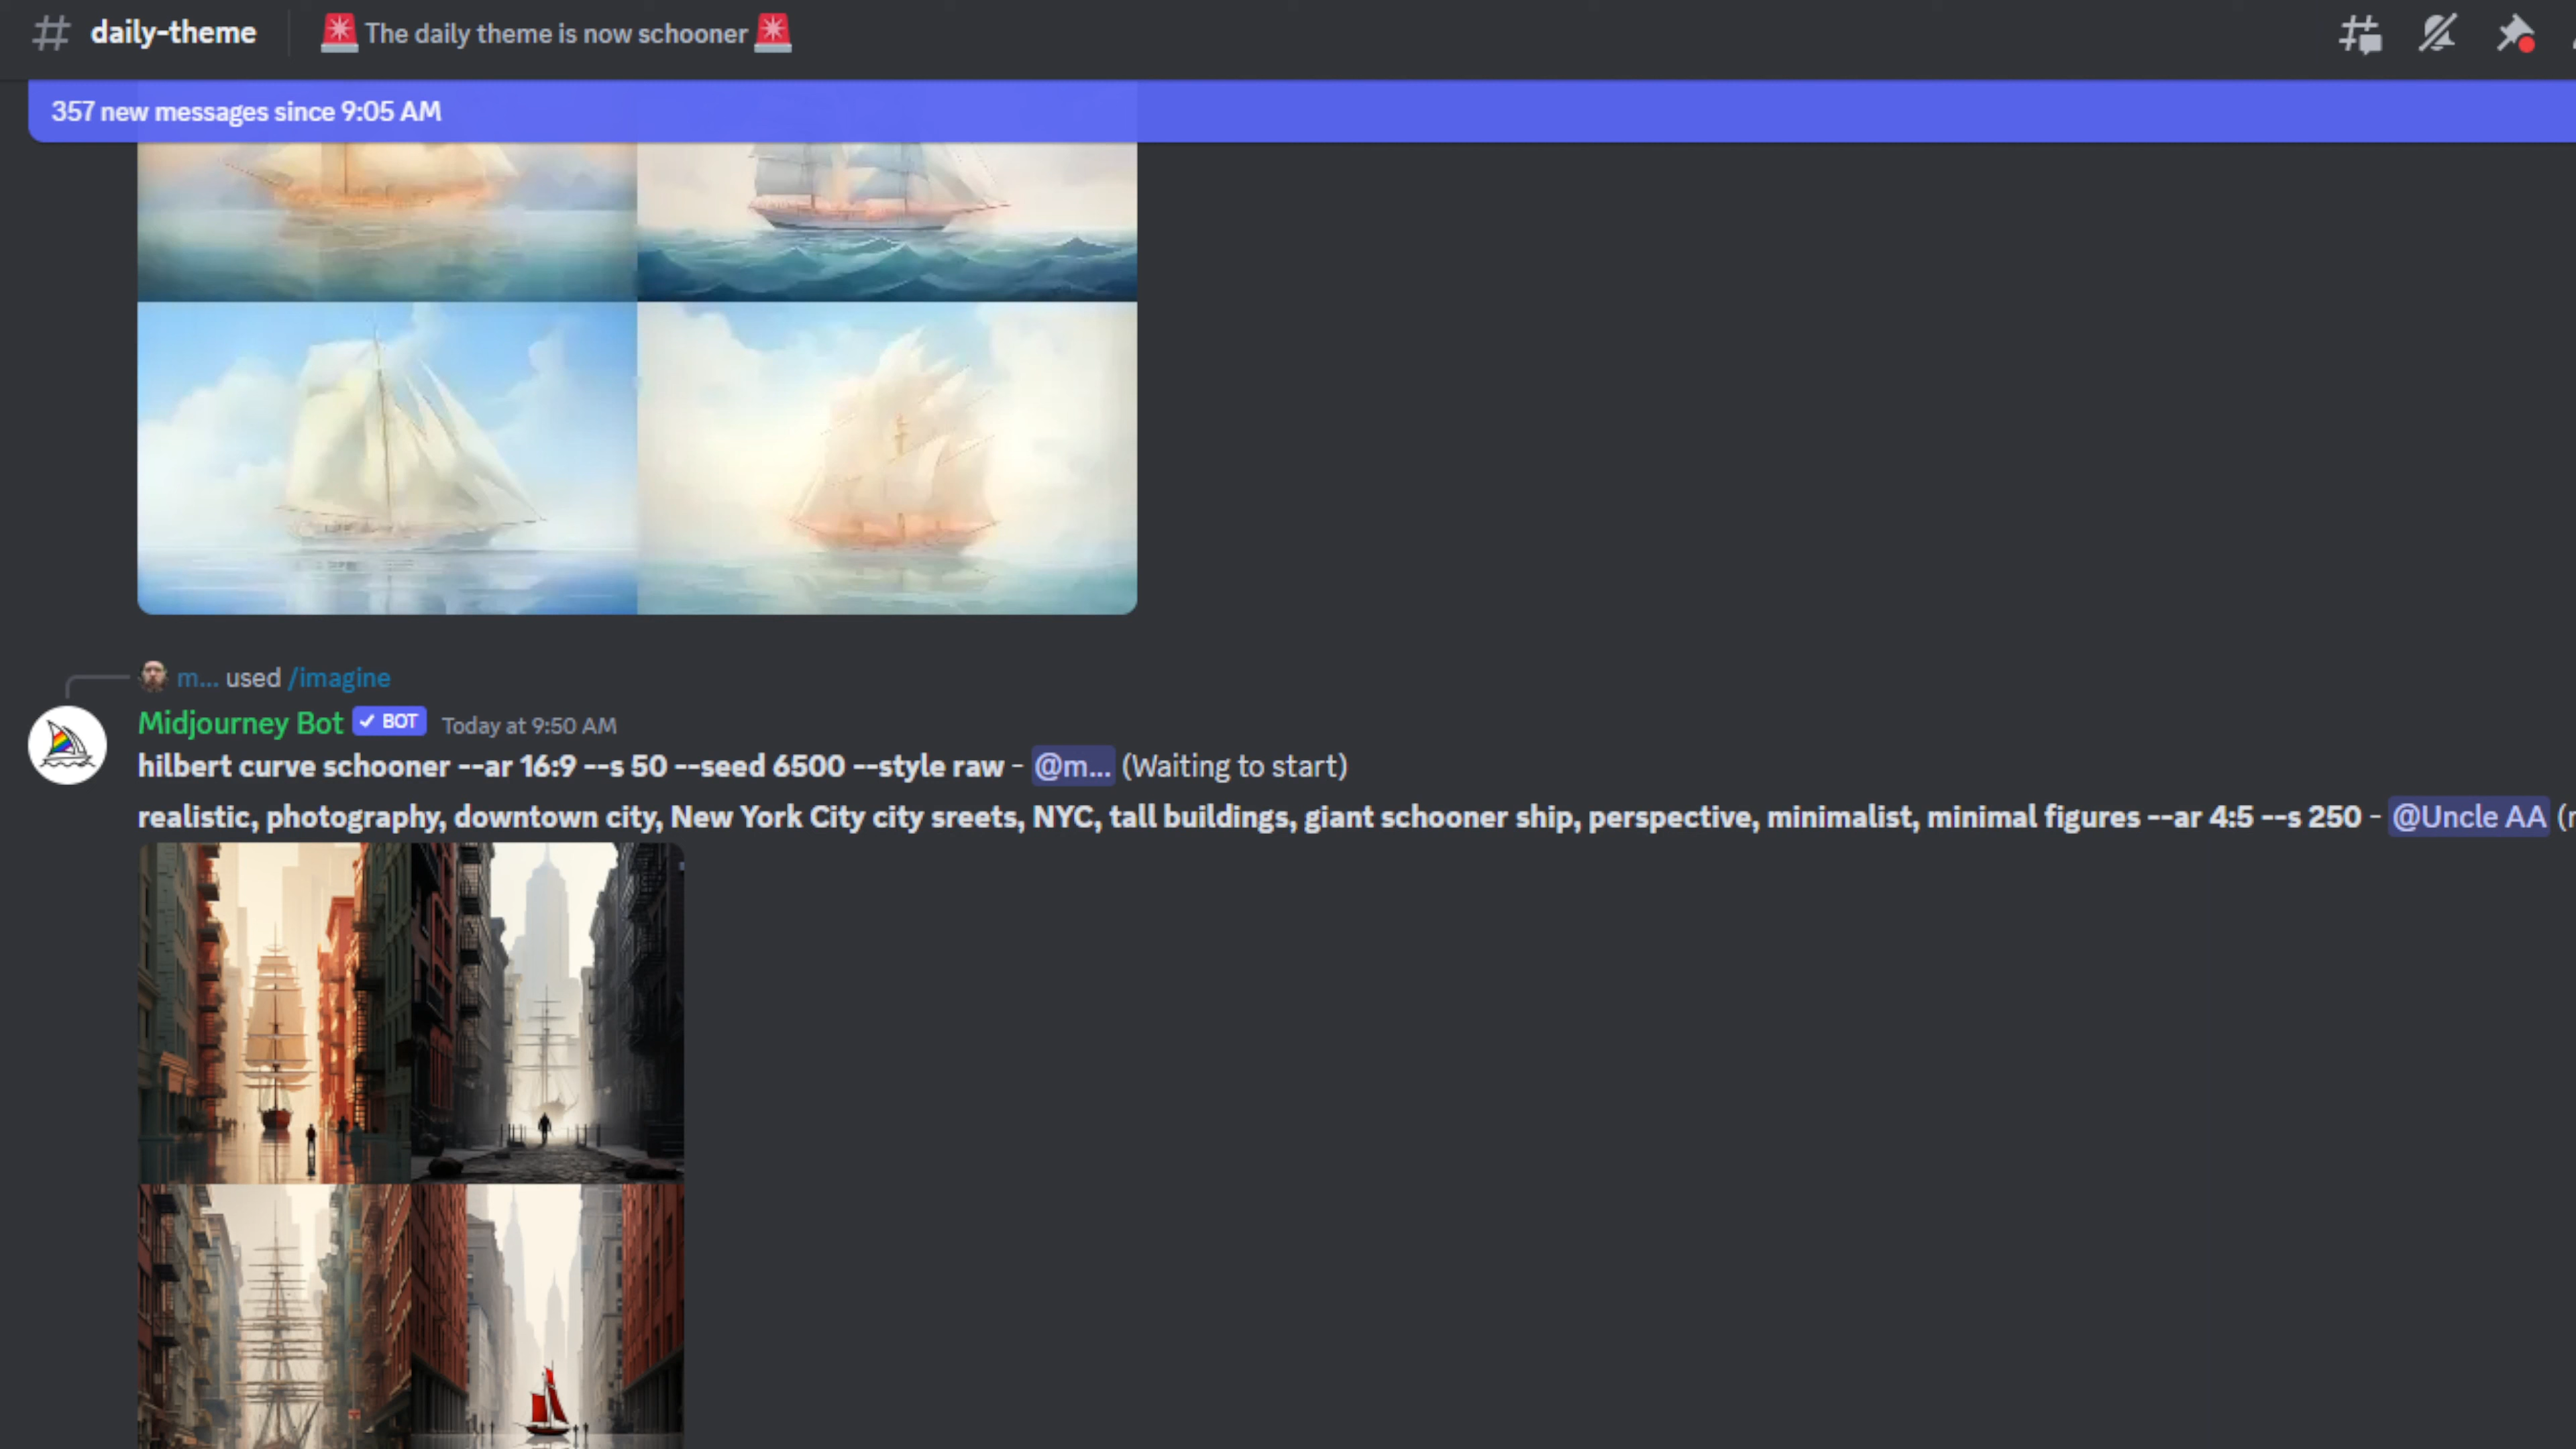 daily-theme
The daily theme is now schooner
357 new messages since 9:05 AM
m... used /imagine
Midjourney Bot BOT Today at 9:50 AM
hilbert curve schooner --ar 16:9 --s 50 --seed 6500 --style raw - @m... (Waiting to start)
realistic, photography, downtown city, New York City city sreets, NYC, tall buildings, giant schooner ship, perspective, minimalist, minimal figures --ar 4:5 --s 250 - @Uncle AA